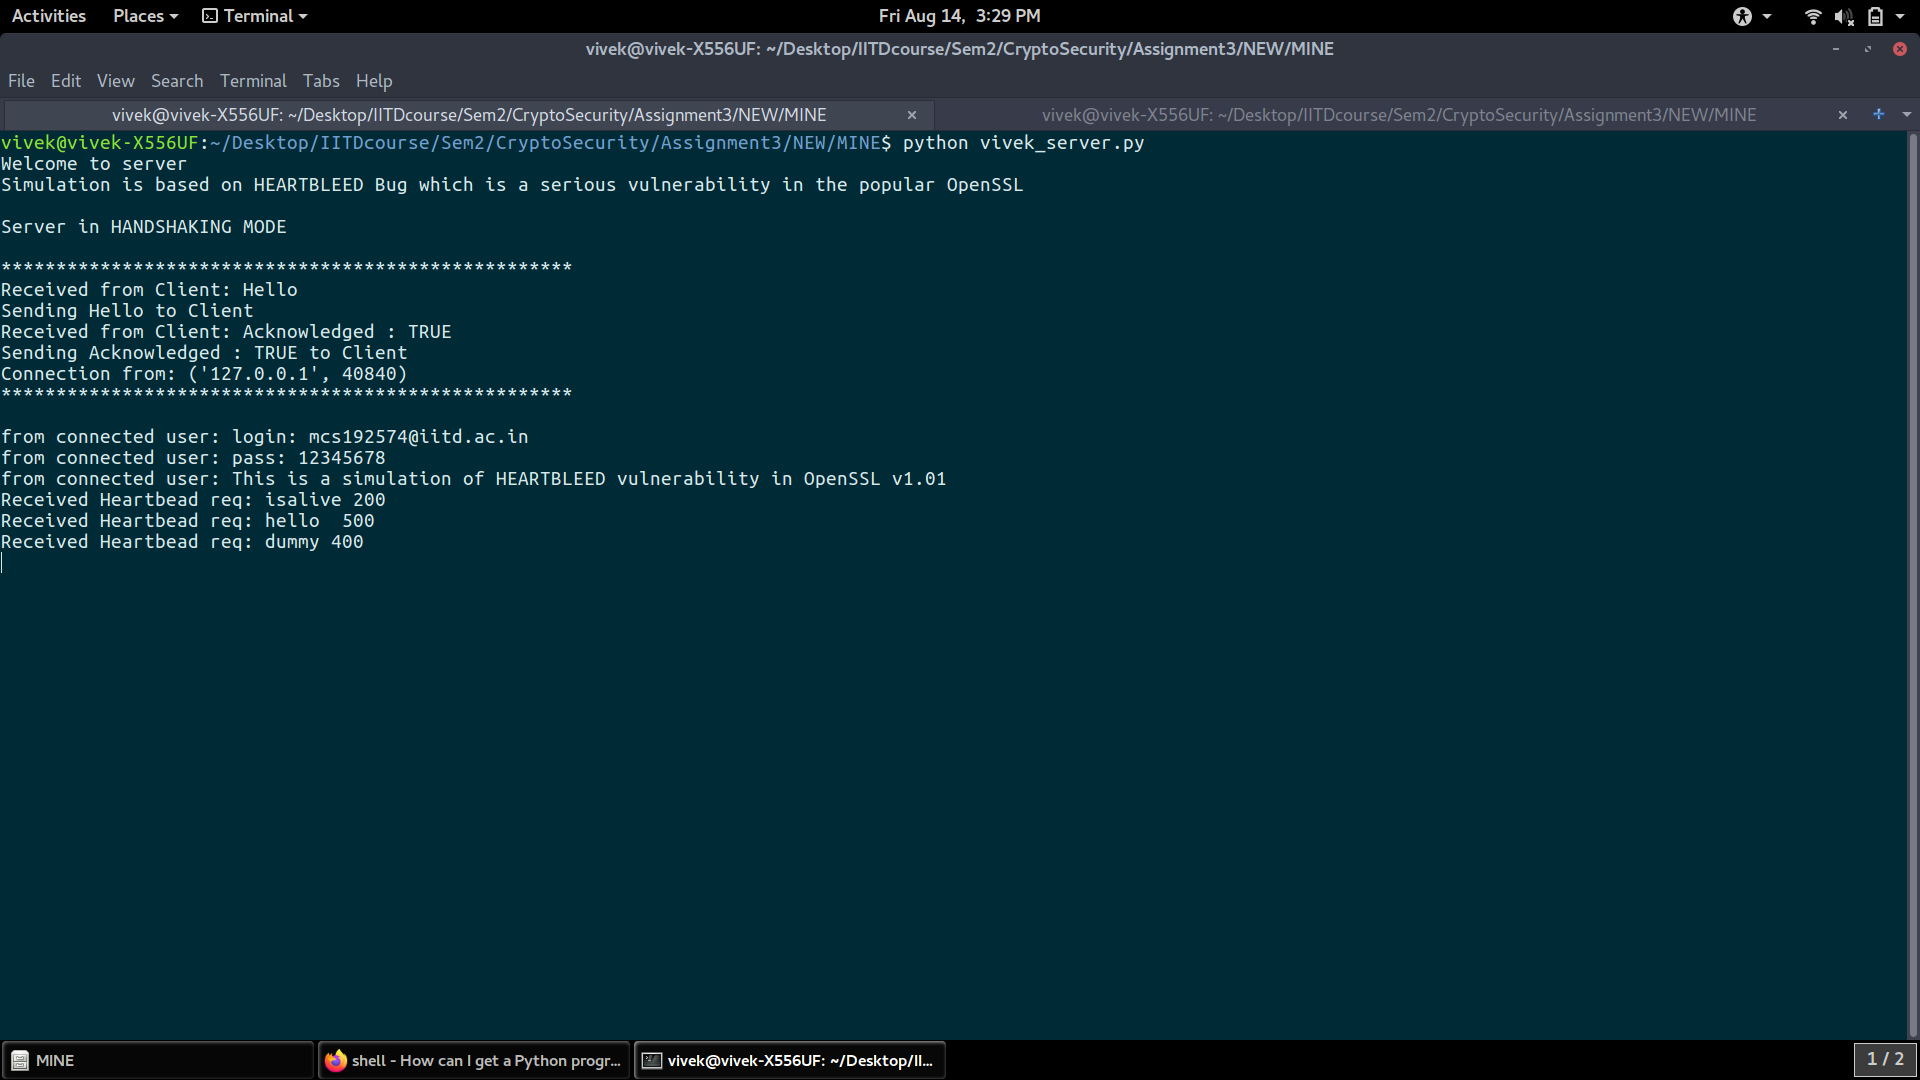 Activities Places Terminal Fri Aug 14, 3:29 PM
vivek@vivek-X556UF: ~/Desktop/IITDcourse/Sem2/CryptoSecurity/Assignment3/NEW/MINE
File Edit View Search Terminal Tabs Help
vivek@vivek-X556UF: ~/Desktop/IITDcourse/Sem2/CryptoSecurity/Assignment3/NEW/MINE vivek@vivek-X556UF: ~/Desktop/IITDcourse/Sem2/CryptoSecurity/Assignment3/NEW/MINE
vivek@vivek-X556UF:~/Desktop/IITDcourse/Sem2/CryptoSecurity/Assignment3/NEW/MINE$ python vivek_server.py
Welcome to server
Simulation is based on HEARTBLEED Bug which is a serious vulnerability in the popular OpenSSL
Server in HANDSHAKING MODE
****************************************************
Received from Client: Hello
Sending Hello to Client
Received from Client: Acknowledged : TRUE
Sending Acknowledged : TRUE to Client
Connection from: ('127.0.0.1', 40840)
****************************************************
from connected user: login: mcs192574@iitd.ac.in
from connected user: pass: 12345678
from connected user: This is a simulation of HEARTBLEED vulnerability in OpenSSL v1.01
Received Heartbead req: isalive 200
Received Heartbead req: hello  500
Received Heartbead req: dummy 400
MINE shell - How can I get a Python progr... vivek@vivek-X556UF: ~/Desktop/II... 1 / 2